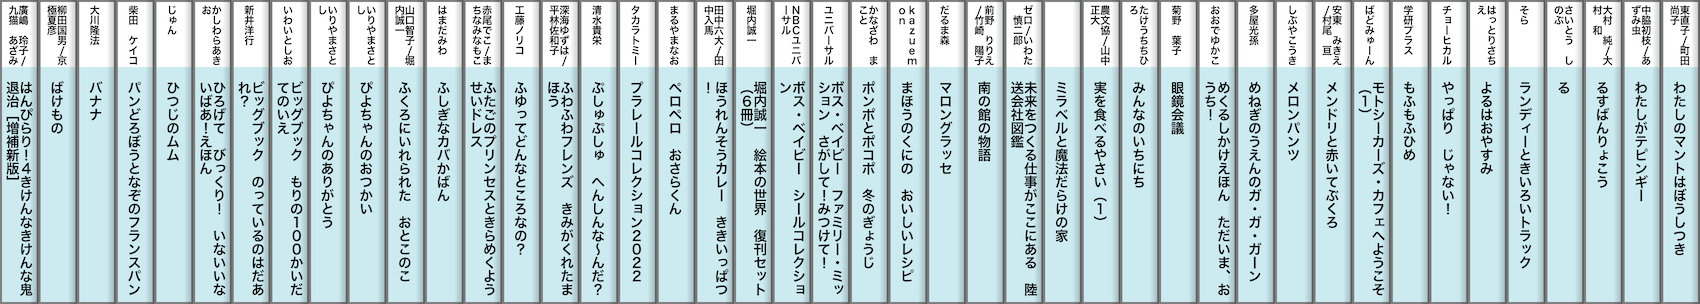 東直子/町田尚子
わたしのマントはぼうしつき
中脇初枝/あずみ虫
わたしがテピンギー
大村　純/大村　和
るすばんりょこう
さいとう　しのぶ
る
そら
ランディーときいろいトラック
はっとりさちえ
よるはおやすみ
チョーヒカル
やっぱり　じゃない！
学研プラス
もふもふひめ
ばどみゅーん
モトシーカーズ・カフェへようこそ（１）
安東　みきえ/村尾　亘
メンドリと赤いてぶくろ
しぶやこうき
メロンパンツ
多屋光孫
めねぎのうえんのガ・ガ・ガーン
おおでゆかこ
めくるしかけえほん　ただいま、おうち！
菊野　葉子
眼鏡会議
たけうちちひろ
みんなのいちにち
農文協/山中正大
実を食べるやさい（１）
ミラベルと魔法だらけの家
ゼロ/いわた慎二郎
未来をつくる仕事がここにある　陸送会社図鑑
前野　りりえ/竹崎　陽子
南の館の物語
だるま森
マロングラッセ
ｋａｚｕｅｍｏｎ
まほうのくにの　おいしいレシピ
かなざわ　まこと
ポンポとポコポ　冬のぎょうじ
ユニバーサル
ボス・ベイビー　ファミリー・ミッション　さがして！みつけて！
ＮＢＣユニバーサル
ボス・ベイビー　シールコレクション
堀内誠一
堀内誠一　絵本の世界　復刊セット（６冊）
田中六大/田中入馬
ほうれんそうカレー　ききいっぱつ！
まるやまなお
ペロペロ　おさらくん
タカラトミー
プラレールコレクション２０２２
清水貴栄
ぷしゅぷしゅ　へんしんな〜んだ？
深海ゆずは/平林佐和子
ふわふわフレンズ　きみがくれたまほう
工藤ノリコ
ふゆってどんなところなの？
赤尾でこ/まちなみなもこ
ふたごのプリンセスときらめくようせいドレス
はまだみわ
ふしぎなカバかばん
山口智子/堀内誠一
ふくろにいれられた　おとこのこ
いりやまさとし
ぴよちゃんのおつかい
いりやまさとし
ぴよちゃんのありがとう
いわいとしお
ビッグブック　もりの１００かいだてのいえ
新井洋行
ビッグブック　のっているのはだあれ？
かしわらあきお
ひろげて　びっくり！　いないいないばあ！えほん
じゅん
ひつじのムム
柴田　ケイコ
パンどろぼうとなぞのフランスパン
大川隆法
バナナ
柳田国男/京極夏彦
ばけもの
廣嶋　玲子/九猫　あざみ
はんぴらり！４きけんなきけんな鬼退治［増補新版］